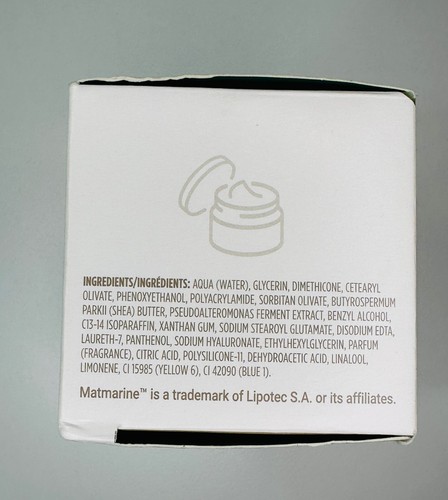 INGREDIENTS/INGRÉDIENTS: AQUA (WATER), GLYCERIN, DIMETHICONE, CETEARYL
OLIVATE, PHENOXYETHANOL, POLYACRYLAMIDE, SORBITAN OLIVATE, BUTYROSPERMUM
PARKII (SHEA) BUTTER, PSEUDOALTEROMONAS FERMENT EXTRACT, BENZYL ALCOHOL,
C13-14 ISOPARAFFIN, XANTHAN GUM, SODIUM STEAROYL GLUTAMATE, DISODIUM EDTA,
LAURETH-7, PANTHENOL, SODIUM HYALURONATE, ETHYLHEXYLGLYCERIN, PARFUM
(FRAGRANCE), CITRIC ACID, POLYSILICONE-11, DEHYDROACETIC ACID, LINALOOL,
LIMONENE, CI 15985 (YELLOW 6), CI 42090 (BLUE 1).
Matmarine™ is a trademark of Lipotec S.A. or its affiliates.